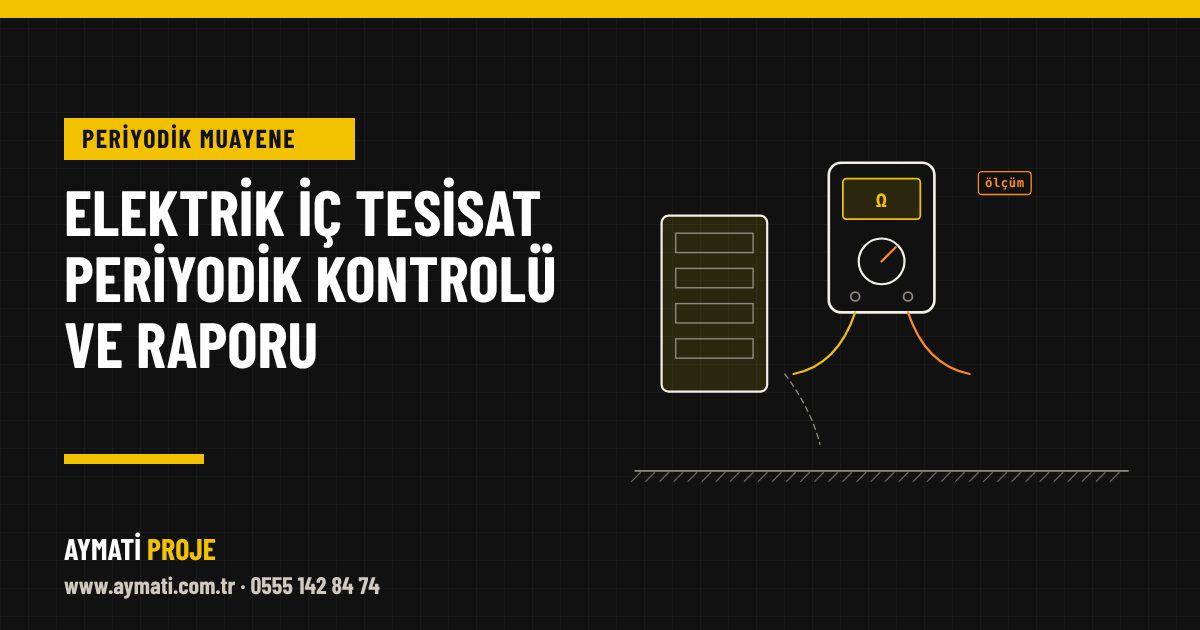 PERİYODİK MUAYENE
ELEKTRİK İÇ TESİSAT
PERİYODİK KONTROLÜ
VE RAPORU
Ω
ölçüm
AYMATİ PROJE
www.aymati.com.tr · 0555 142 84 74